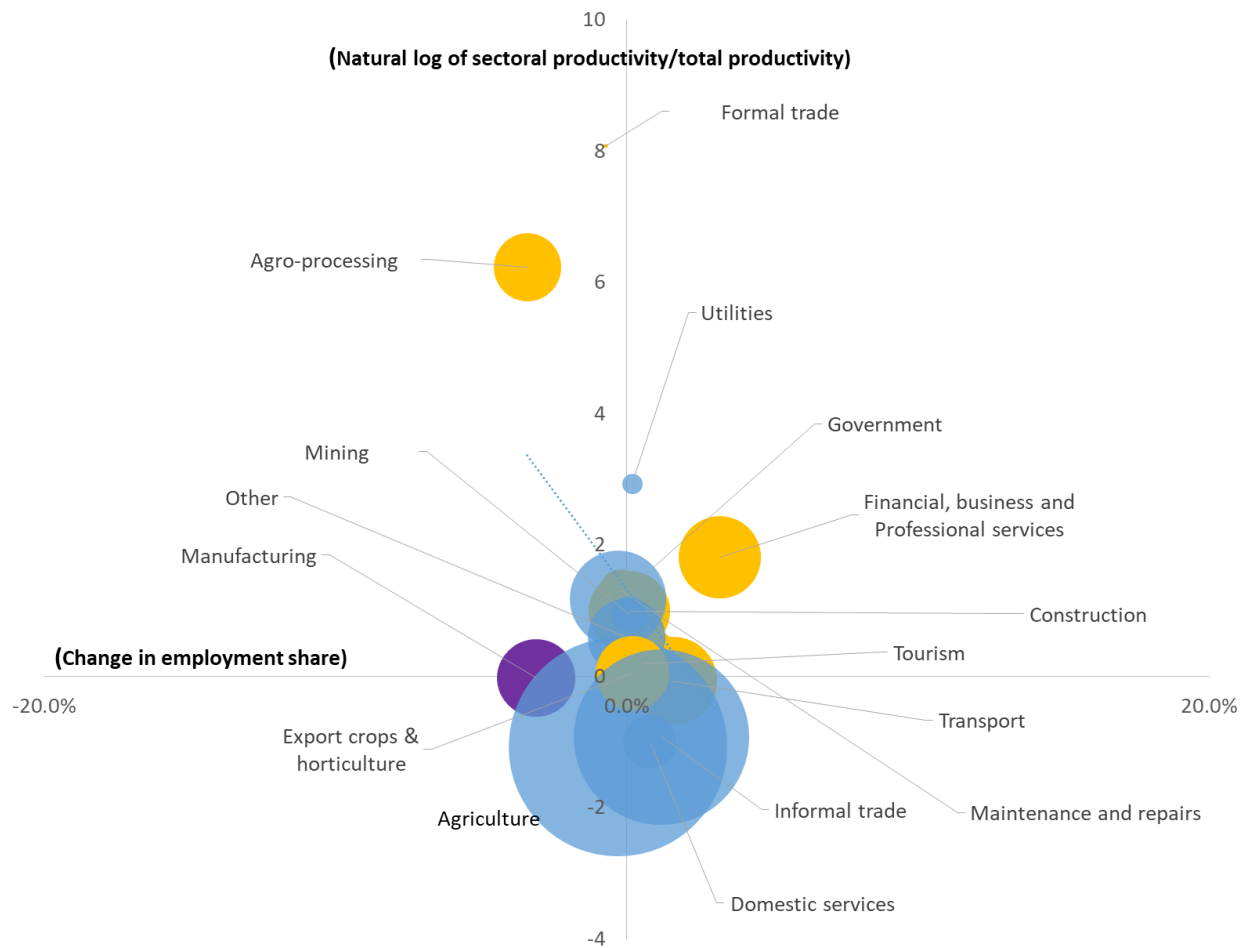 10
(Natural log of sectoral productivity/total productivity)
Formal trade
8
Agro-processing
6
Utilities
4
Government
Mining
Other
Financial, business and
Professional services
2
Manufacturing
Construction
(Change in employment share)
Tourism
0
-20.0%
0.0%
20.0%
Transport
Export crops &
horticulture
-2
Informal trade
Maintenance and repairs
Agriculture
Domestic services
-4